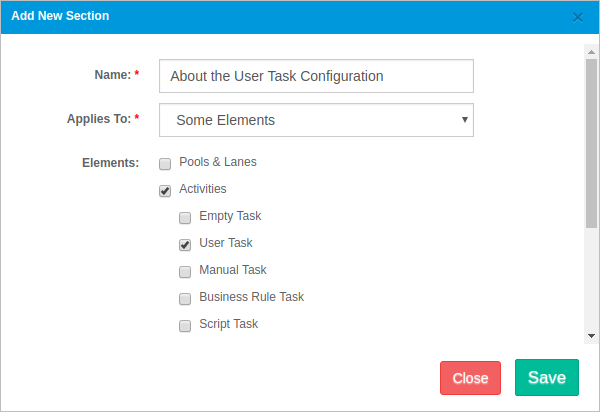 Add New Section ×
Name: * About the User Task Configuration
Applies To: * Some Elements
Elements: Pools & Lanes
Activities
Empty Task
User Task
Manual Task
Business Rule Task
Script Task
Close Save